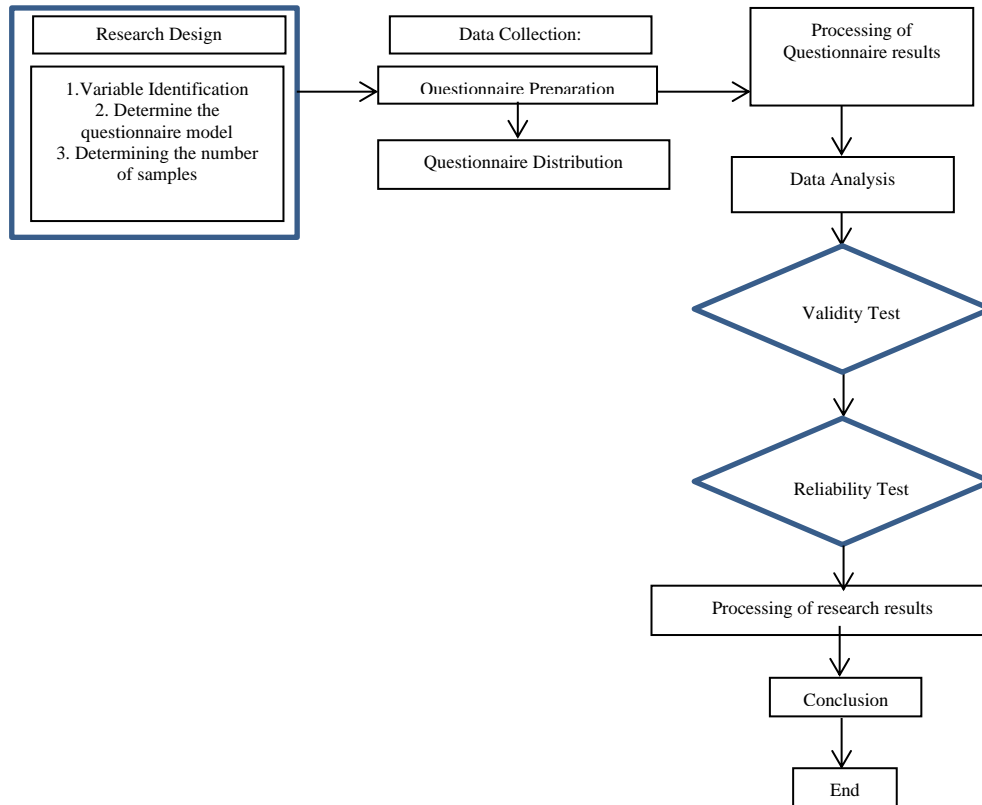 Research Design
1.Variable Identification
2. Determine the
questionnaire model
3. Determining the number
of samples
Data Collection:
Questionnaire Preparation
Questionnaire Distribution
Processing of
Questionnaire results
Data Analysis
Validity Test
Reliability Test
Processing of research results
Conclusion
End